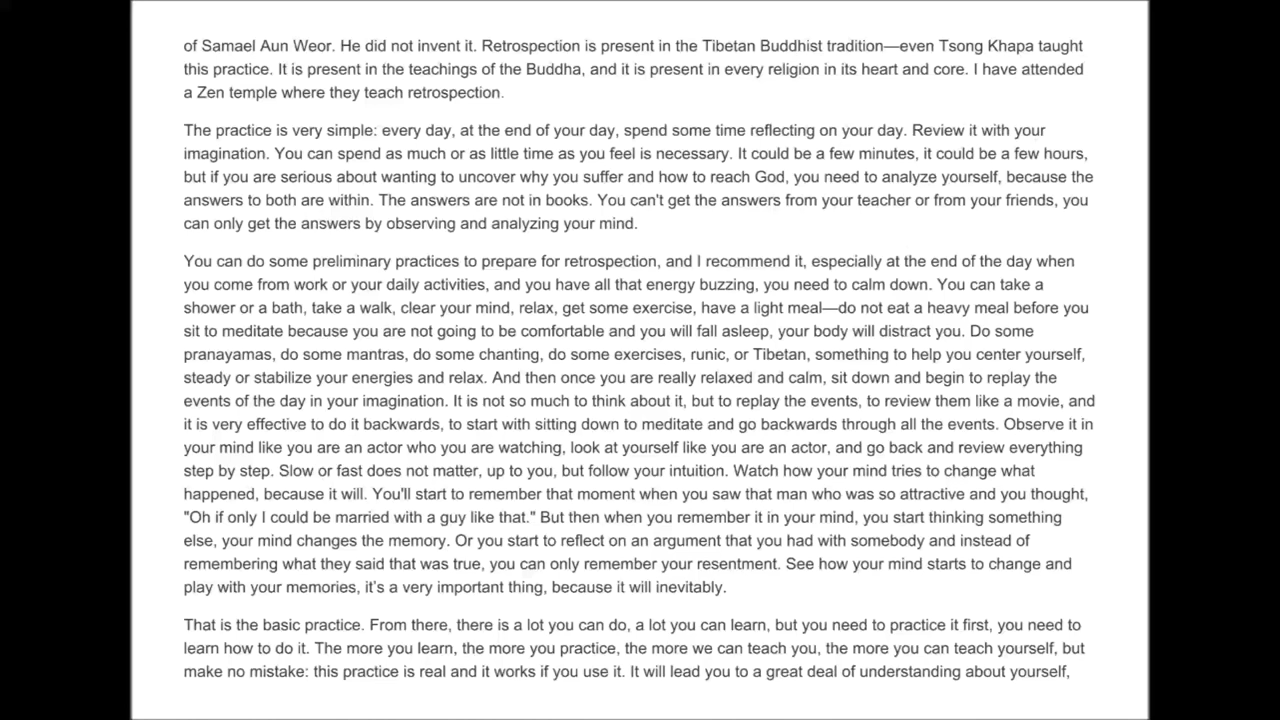 of Samael Aun Weor. He did not invent it. Retrospection is present in the Tibetan Buddhist tradition—even Tsong Khapa taught
this practice. It is present in the teachings of the Buddha, and it is present in every religion in its heart and core. I have attended
a Zen temple where they teach retrospection.
The practice is very simple: every day, at the end of your day, spend some time reflecting on your day. Review it with your
imagination. You can spend as much or as little time as you feel is necessary. It could be a few minutes, it could be a few hours,
but if you are serious about wanting to uncover why you suffer and how to reach God, you need to analyze yourself, because the
answers to both are within. The answers are not in books. You can't get the answers from your teacher or from your friends, you
can only get the answers by observing and analyzing your mind.
You can do some preliminary practices to prepare for retrospection, and I recommend it, especially at the end of the day when
you come from work or your daily activities, and you have all that energy buzzing, you need to calm down. You can take a
shower or a bath, take a walk, clear your mind, relax, get some exercise, have a light meal—do not eat a heavy meal before you
sit to meditate because you are not going to be comfortable and you will fall asleep, your body will distract you. Do some
pranayamas, do some mantras, do some chanting, do some exercises, runic, or Tibetan, something to help you center yourself,
steady or stabilize your energies and relax. And then once you are really relaxed and calm, sit down and begin to replay the
events of the day in your imagination. It is not so much to think about it, but to replay the events, to review them like a movie, and
it is very effective to do it backwards, to start with sitting down to meditate and go backwards through all the events. Observe it in
your mind like you are an actor who you are watching, look at yourself like you are an actor, and go back and review everything
step by step. Slow or fast does not matter, up to you, but follow your intuition. Watch how your mind tries to change what
happened, because it will. You'll start to remember that moment when you saw that man who was so attractive and you thought,
"Oh if only I could be married with a guy like that." But then when you remember it in your mind, you start thinking something
else, your mind changes the memory. Or you start to reflect on an argument that you had with somebody and instead of
remembering what they said that was true, you can only remember your resentment. See how your mind starts to change and
play with your memories, it’s a very important thing, because it will inevitably.
That is the basic practice. From there, there is a lot you can do, a lot you can learn, but you need to practice it first, you need to
learn how to do it. The more you learn, the more you practice, the more we can teach you, the more you can teach yourself, but
make no mistake: this practice is real and it works if you use it. It will lead you to a great deal of understanding about yourself,